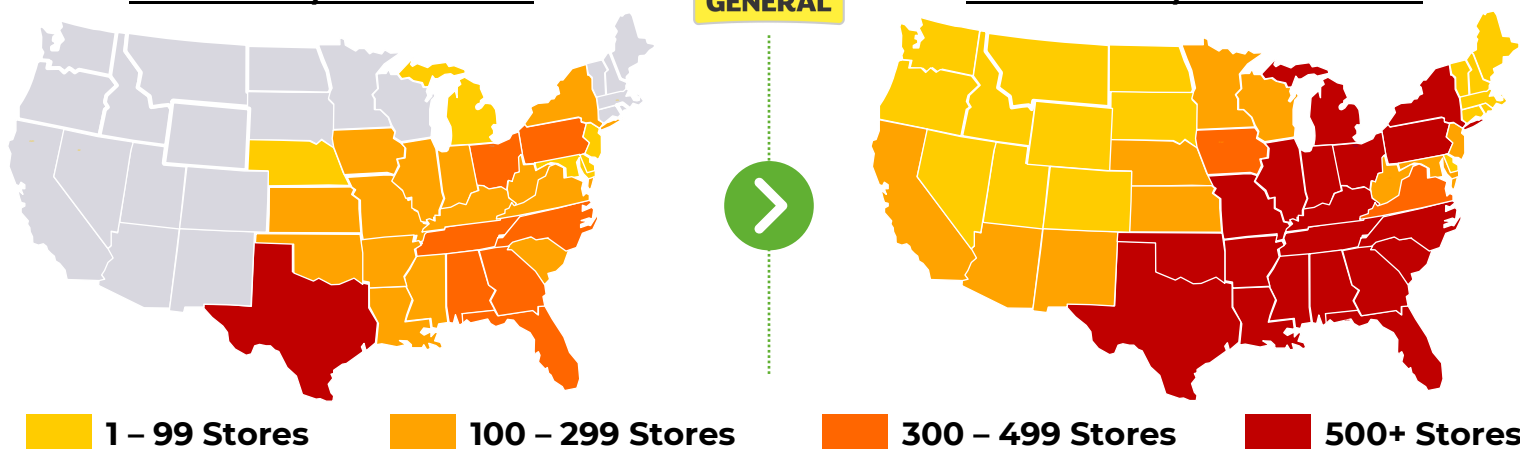 GENERAL
1 – 99 Stores
100 – 299 Stores
300 – 499 Stores
500+ Stores